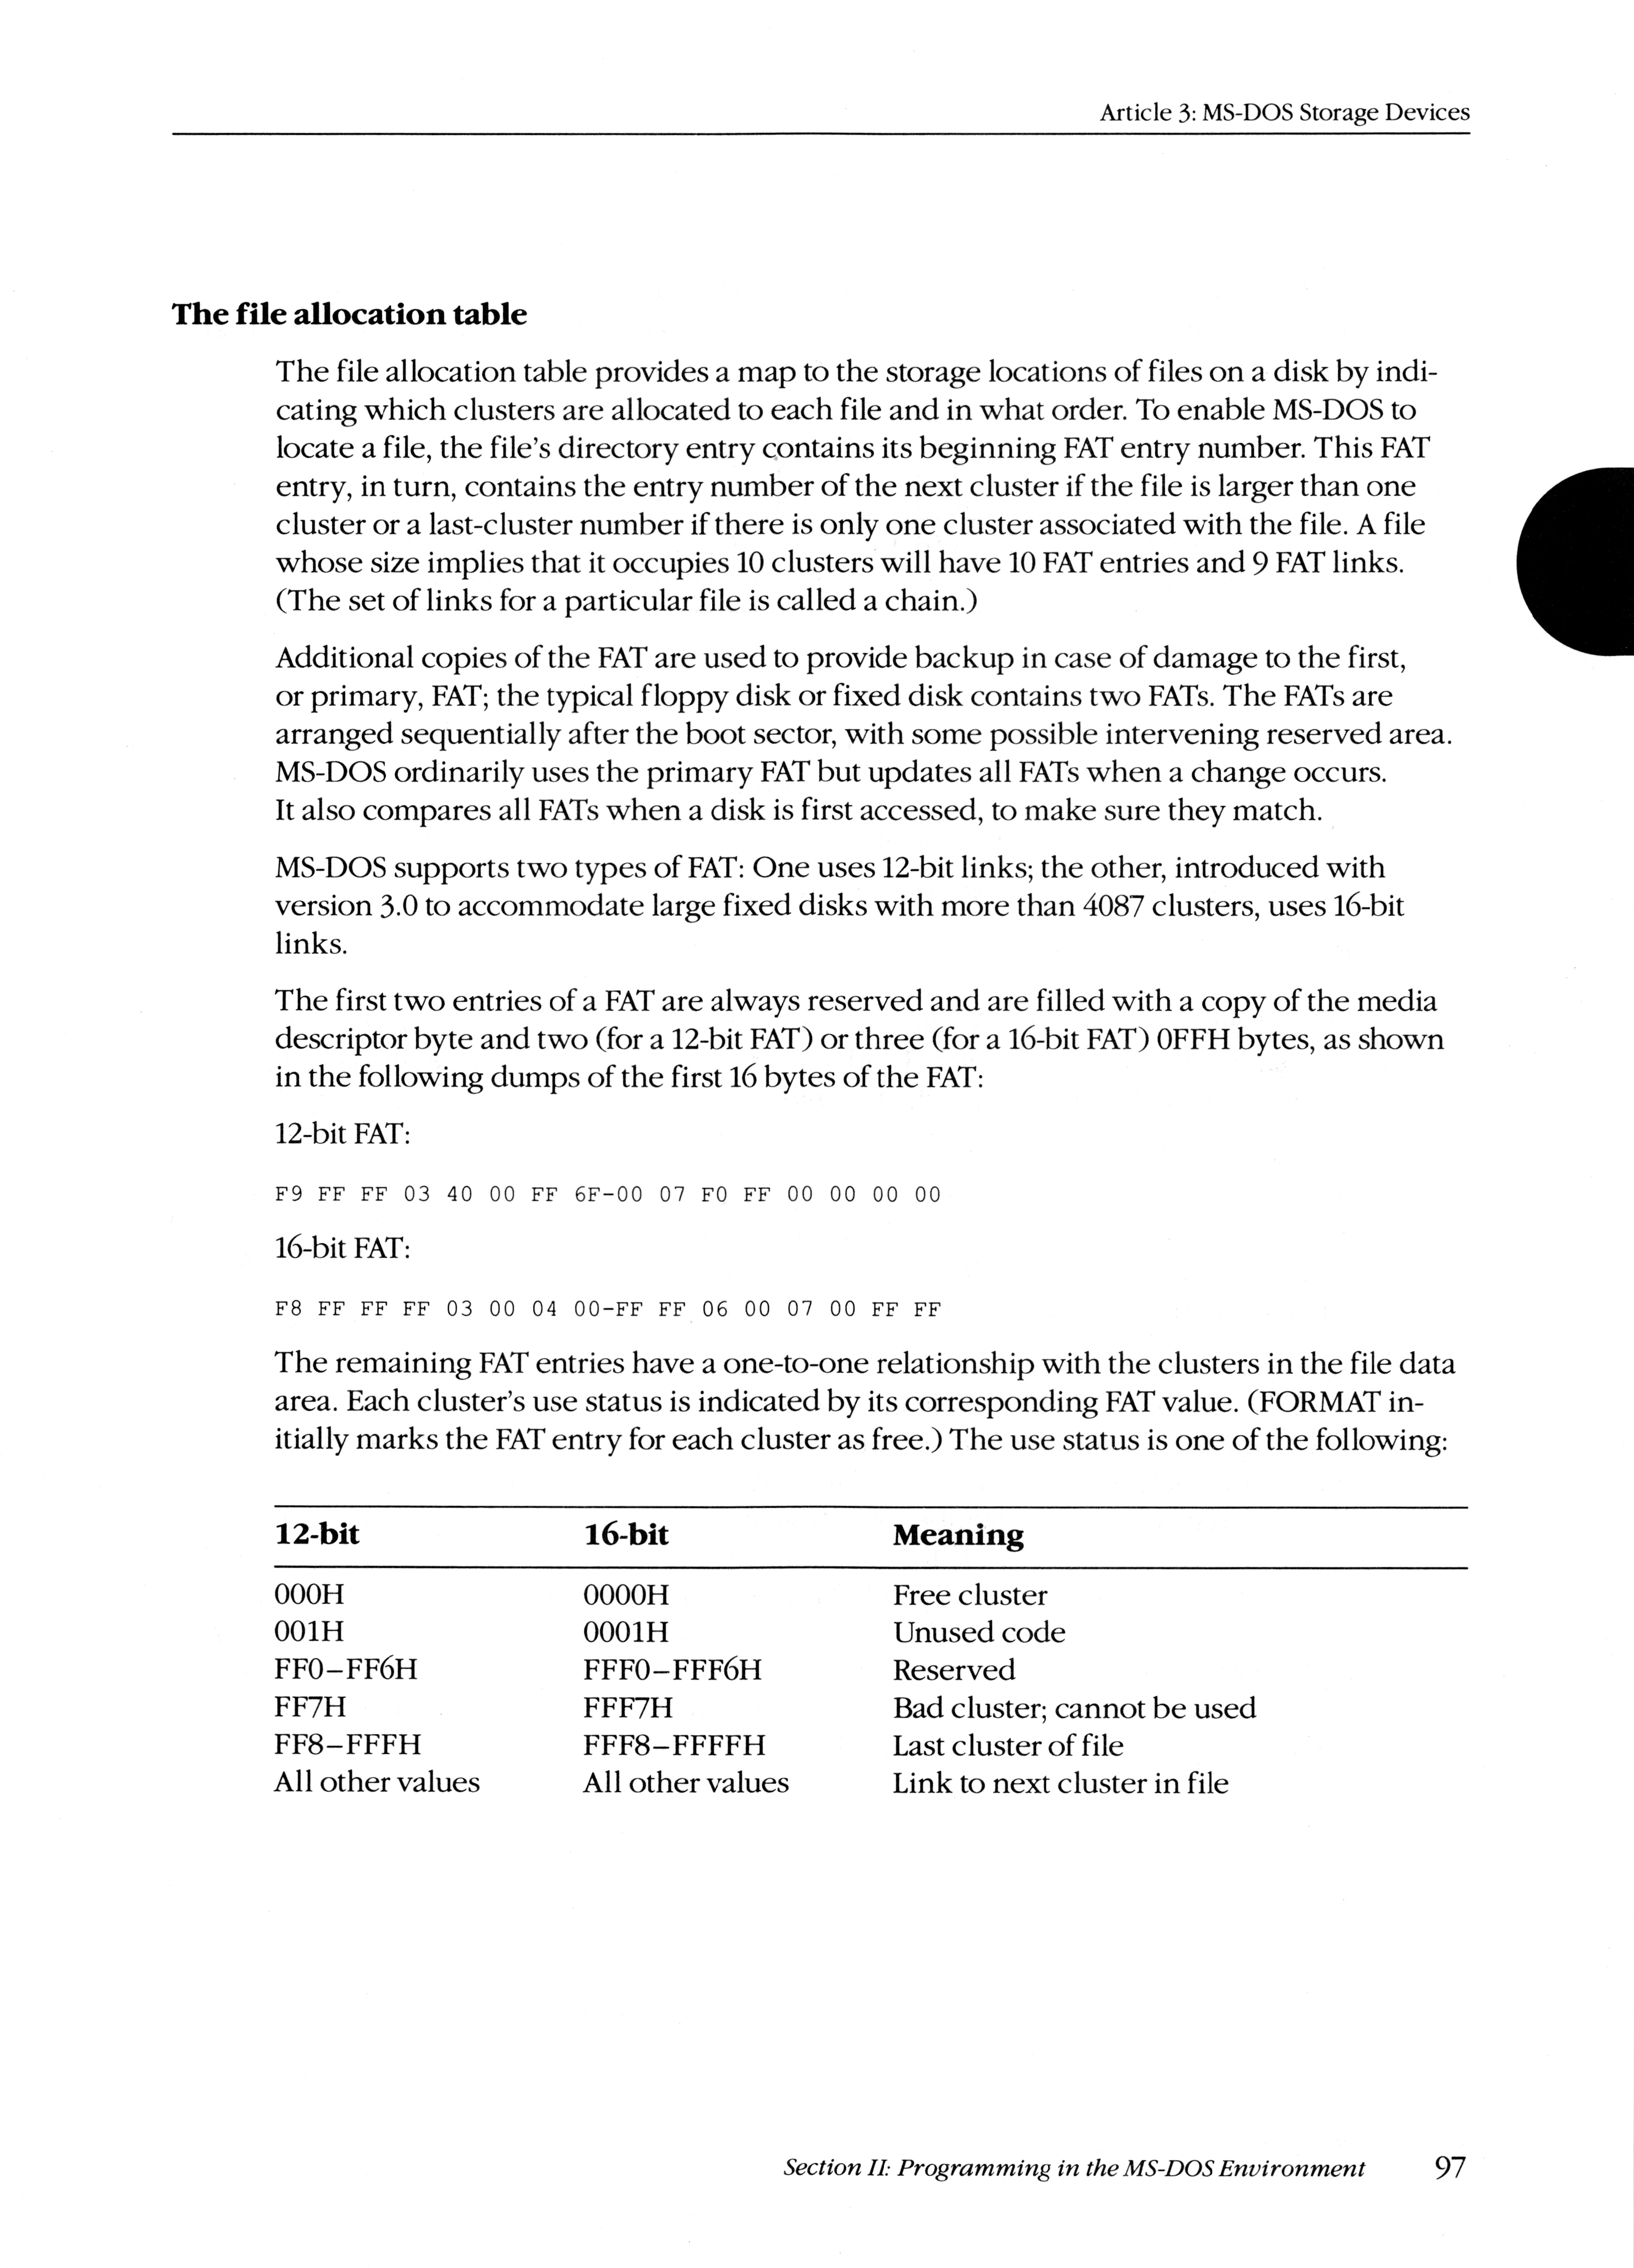 Article 3: MS-DOS Storage Devices
The file allocation table
The file allocation table provides a map to the storage locations of files on a disk by indi-
cating which clusters are allocated to each file and in what order. To enable MS-DOS to
locate a file, the file's directory entry contains its beginning FAT entry number. This FAT
entry, in turn, contains the entry number of the next cluster if the file is larger than one
cluster or a last-cluster number if there is only one cluster associated with the file. A file
whose size implies that it occupies 10 clusters will have 10 FAT entries and 9 FAT links.
(The set of links for a particular file is called a chain.)
Additional copies of the FAT are used to provide backup in case of damage to the first,
or primary, FAT; the typical floppy disk or fixed disk contains two FATs. The FATs are
arranged sequentially after the boot sector, with some possible intervening reserved area.
MS-DOS ordinarily uses the primary FAT but updates all FATs when a change occurs.
It also compares all FATs when a disk is first accessed, to make sure they match.
MS-DOS supports two types of FAT: One uses 12-bit links; the other, introduced with
version 3.0 to accommodate large fixed disks with more than 4087 clusters, uses 16-bit
links.
The first two entries of a FAT are always reserved and are filled with a copy of the media
descriptor byte and two (for a 12-bit FAT) or three (for a 16-bit FAT) 0FFH bytes, as shown
in the following dumps of the first 16 bytes of the FAT:
12-bit FAT:
F9 FF FF 03 40 00 FF 6F-00 07 F0 FF 00 00 00 00
16-bit FAT:
F8 FF FF FF 03 00 04 00-FF FF 06 00 07 00 FF FF
The remaining FAT entries have a one-to-one relationship with the clusters in the file data
area. Each cluster's use status is indicated by its corresponding FAT value. (FORMAT in-
itially marks the FAT entry for each cluster as free.) The use status is one of the following:
12-bit 16-bit Meaning
000H 0000H Free cluster
001H 0001H Unused code
FF0–FF6H FFF0–FFF6H Reserved
FF7H FFF7H Bad cluster; cannot be used
FF8–FFFH FFF8–FFFFH Last cluster of file
All other values All other values Link to next cluster in file
Section II: Programming in the MS-DOS Environment 97